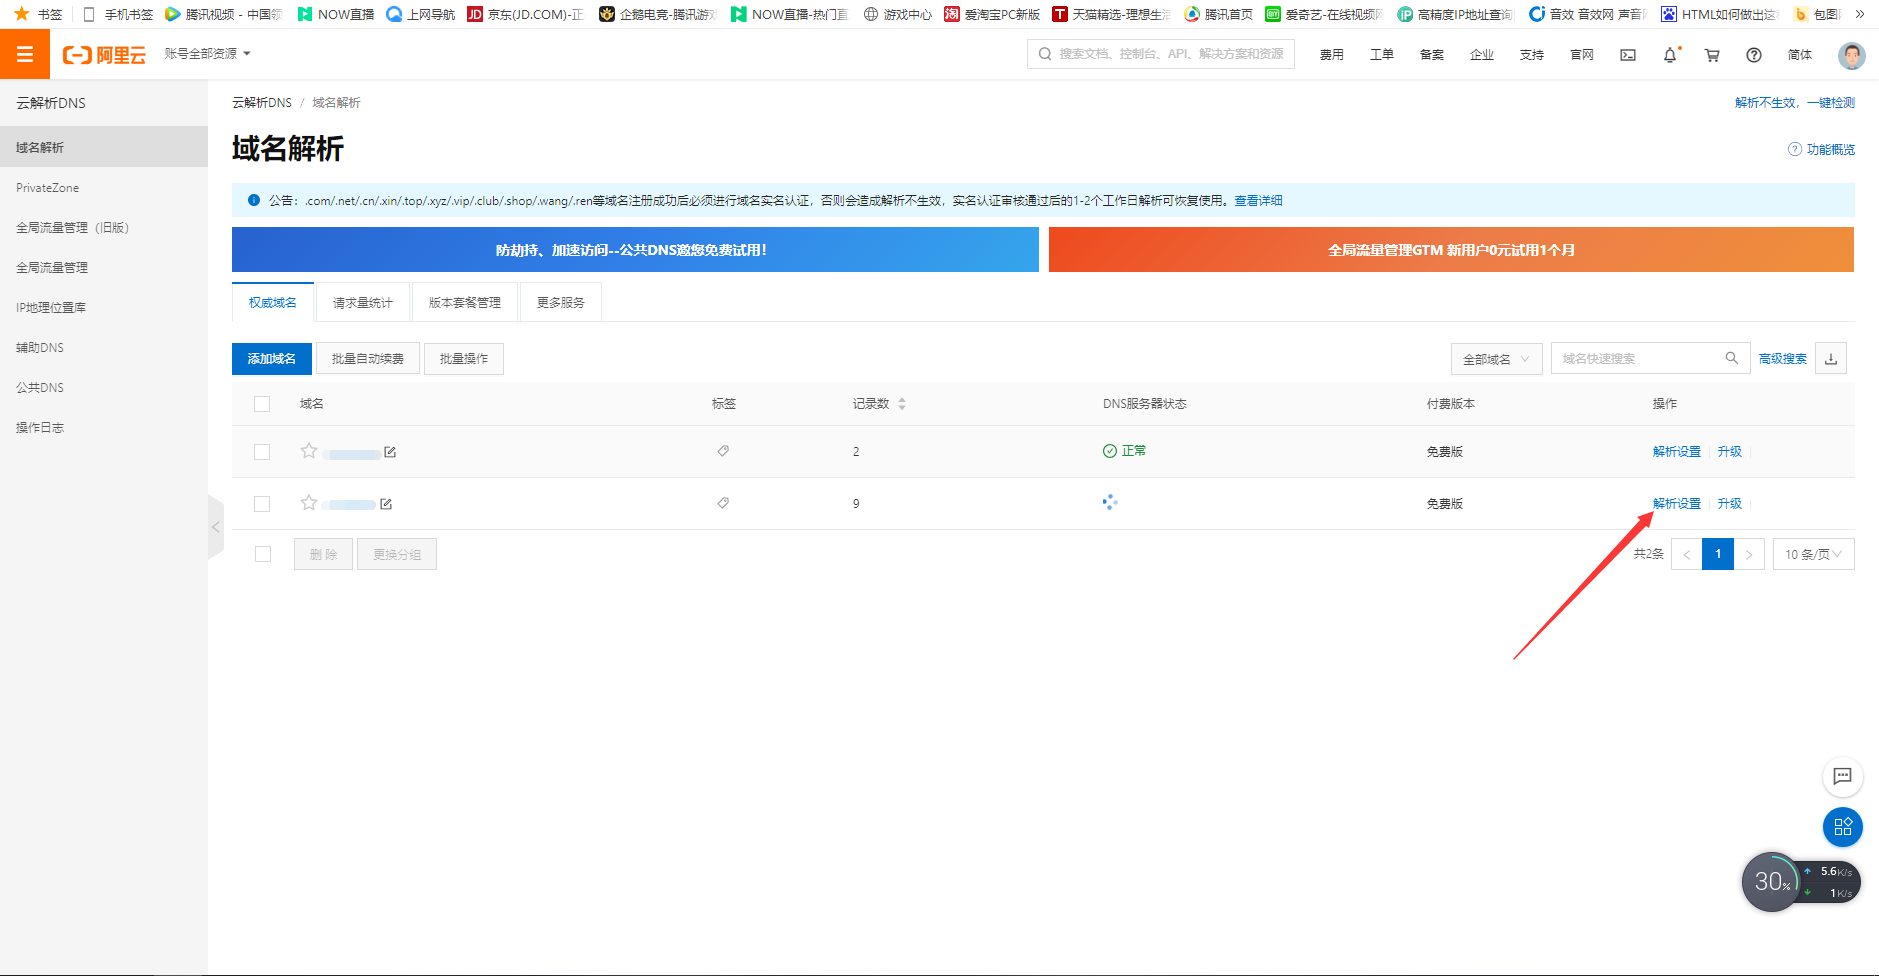 书签
手机书签
腾讯视频 - 中国领
NOW直播
上网导航
京东(JD.COM)-正
企鹅电竞-腾讯游戏
NOW直播-热门直
游戏中心
爱淘宝PC新版
天猫精选-理想生活
腾讯首页
爱奇艺-在线视频网
高精度IP地址查询
音效 音效网 声音
HTML如何做出这
包图
阿里云
账号全部资源
搜索文档、控制台、API、解决方案和资源
费用
工单
备案
企业
支持
官网
简体
云解析DNS
域名解析
PrivateZone
全局流量管理（旧版）
全局流量管理
IP地理位置库
辅助DNS
公共DNS
操作日志
云解析DNS / 域名解析
解析不生效，一键检测
域名解析
功能概览
公告：.com/.net/.cn/.xin/.top/.xyz/.vip/.club/.shop/.wang/.ren等域名注册成功后必须进行域名实名认证，否则会造成解析不生效，实名认证审核通过后的1-2个工作日解析可恢复使用。查看详细
防劫持、加速访问--公共DNS邀您免费试用！
全局流量管理GTM 新用户0元试用1个月
权威域名
请求量统计
版本套餐管理
更多服务
添加域名
批量自动续费
批量操作
全部域名
域名快速搜索
高级搜索
域名 标签 记录数 DNS服务器状态 付费版本 操作
2 正常 免费版 解析设置 升级
9 免费版 解析设置 升级
删 除
更换分组
共2条
< 1 >
10 条/页
30%
5.6K/s
1K/s